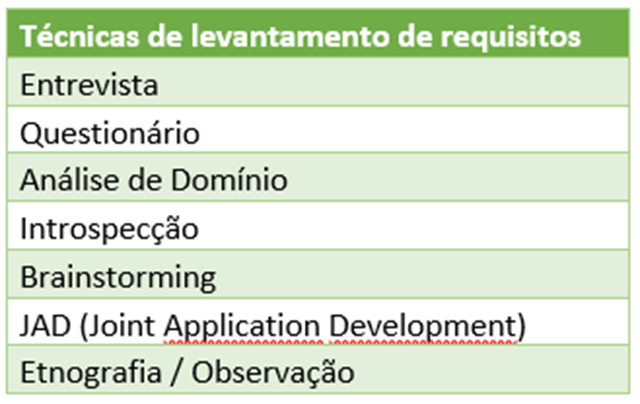 Técnicas de levantamento de requisitos
Entrevista
Questionário
Análise de Domínio
Introspecção
Brainstorming
JAD (Joint Application Development)
Etnografia / Observação